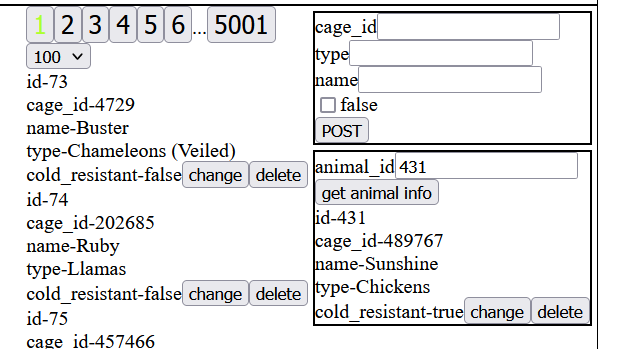 1 2 3 4 5 6 ... 5001
100
id-73
cage_id-4729
name-Buster
type-Chameleons (Veiled)
cold_resistant-false change delete
id-74
cage_id-202685
name-Ruby
type-Llamas
cold_resistant-false change delete
id-75
cage_id-457466
cage_id
type
name
false
POST
animal_id 431
get animal info
id-431
cage_id-489767
name-Sunshine
type-Chickens
cold_resistant-true change delete